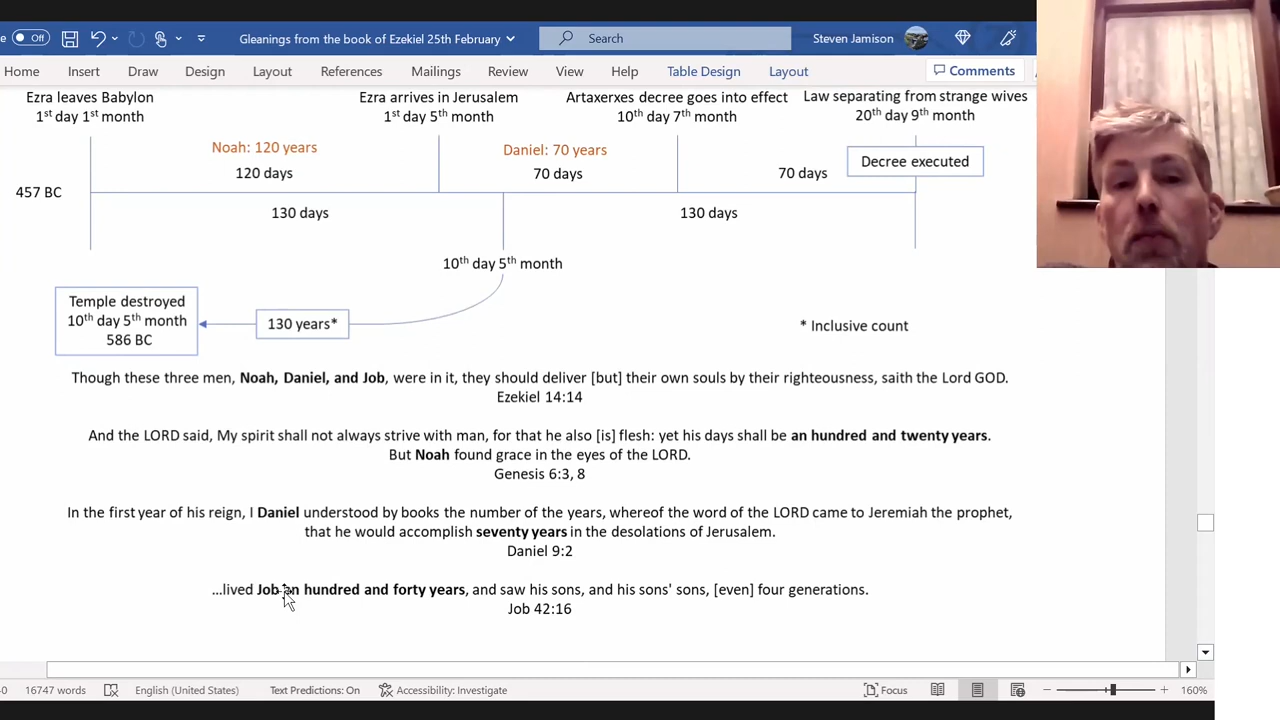 Off
Gleanings from the book of Ezekiel 25th February
Search
Steven Jamison
Home Insert Draw Design Layout References Mailings Review View Help Table Design Layout
Comments
Ezra leaves Babylon
1st day 1st month
Ezra arrives in Jerusalem
1st day 5th month
Artaxerxes decree goes into effect
10th day 7th month
Law separating from strange wives
20th day 9th month
Noah: 120 years
120 days
Daniel: 70 years
70 days
70 days
Decree executed
457 BC
130 days
130 days
10th day 5th month
Temple destroyed
10th day 5th month
586 BC
130 years*
* Inclusive count
Though these three men, Noah, Daniel, and Job, were in it, they should deliver [but] their own souls by their righteousness, saith the Lord GOD.
Ezekiel 14:14
And the LORD said, My spirit shall not always strive with man, for that he also [is] flesh: yet his days shall be an hundred and twenty years.
But Noah found grace in the eyes of the LORD.
Genesis 6:3, 8
In the first year of his reign, I Daniel understood by books the number of the years, whereof the word of the LORD came to Jeremiah the prophet,
that he would accomplish seventy years in the desolations of Jerusalem.
Daniel 9:2
...lived Job an hundred and forty years, and saw his sons, and his sons' sons, [even] four generations.
Job 42:16
16747 words English (United States) Text Predictions: On Accessibility: Investigate Focus 160%